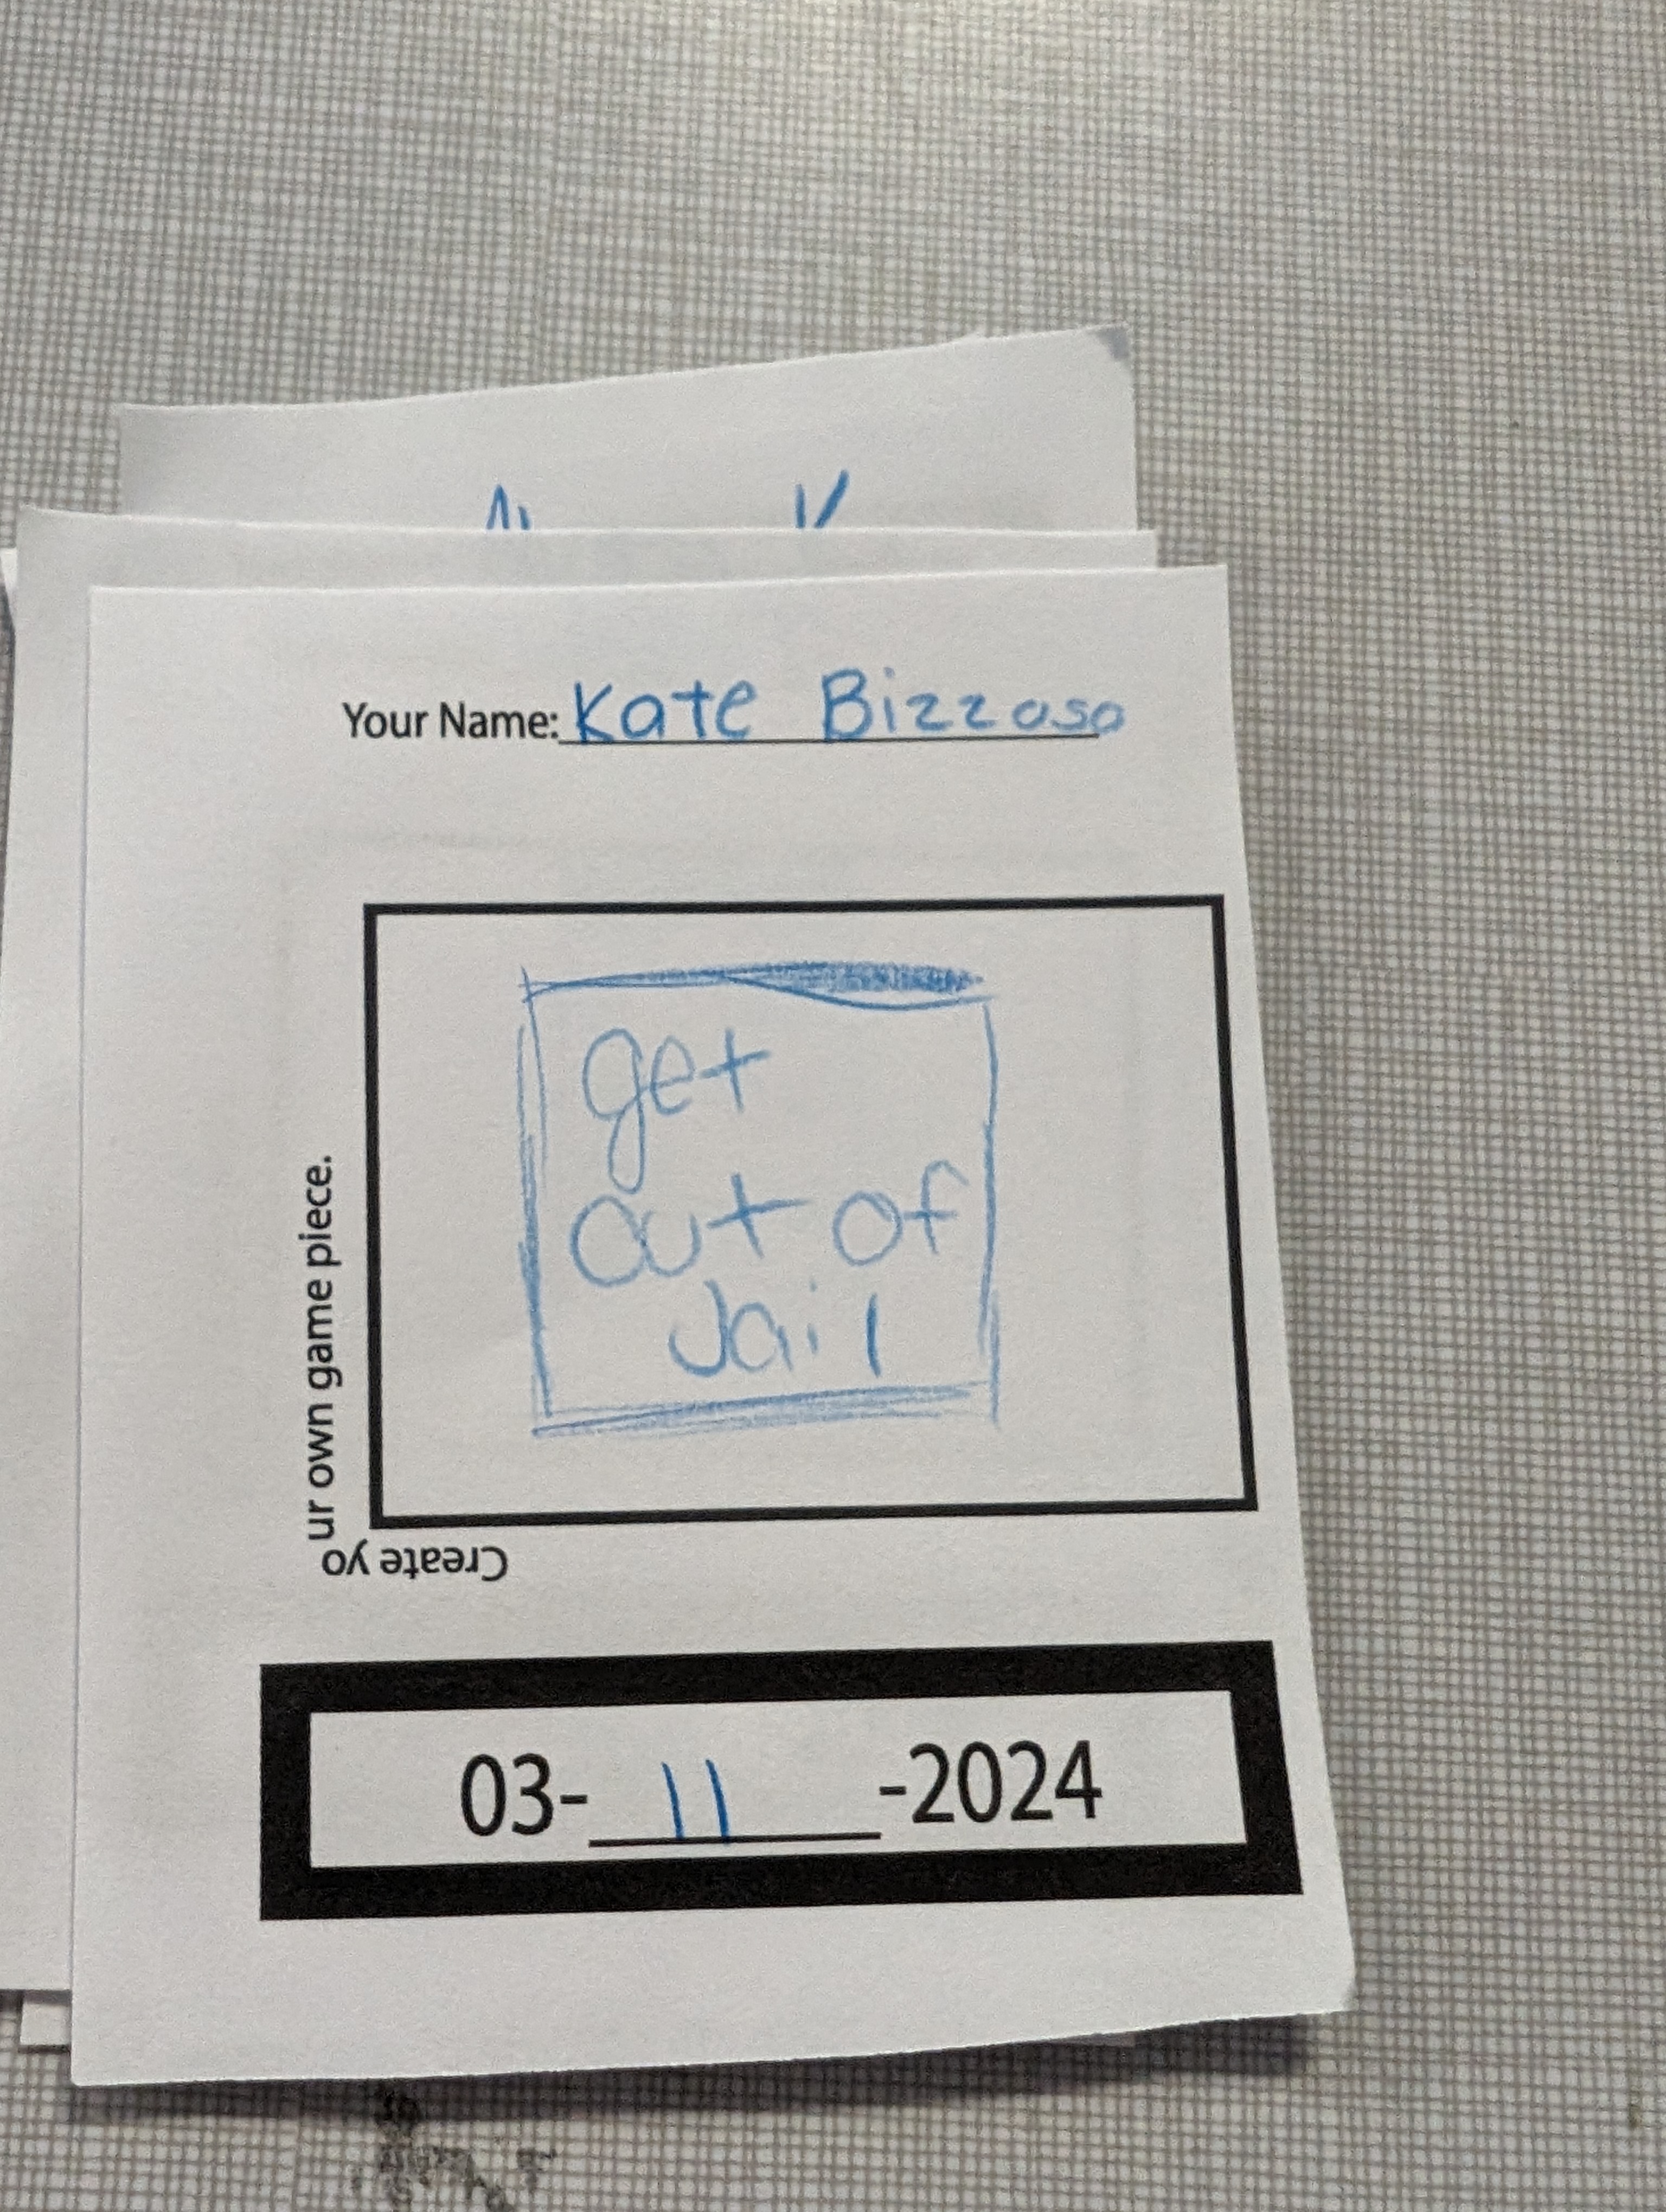 Your Name: Kate Bizzoso
get
out of
Jail
Create your own game piece.
03- 11 -2024